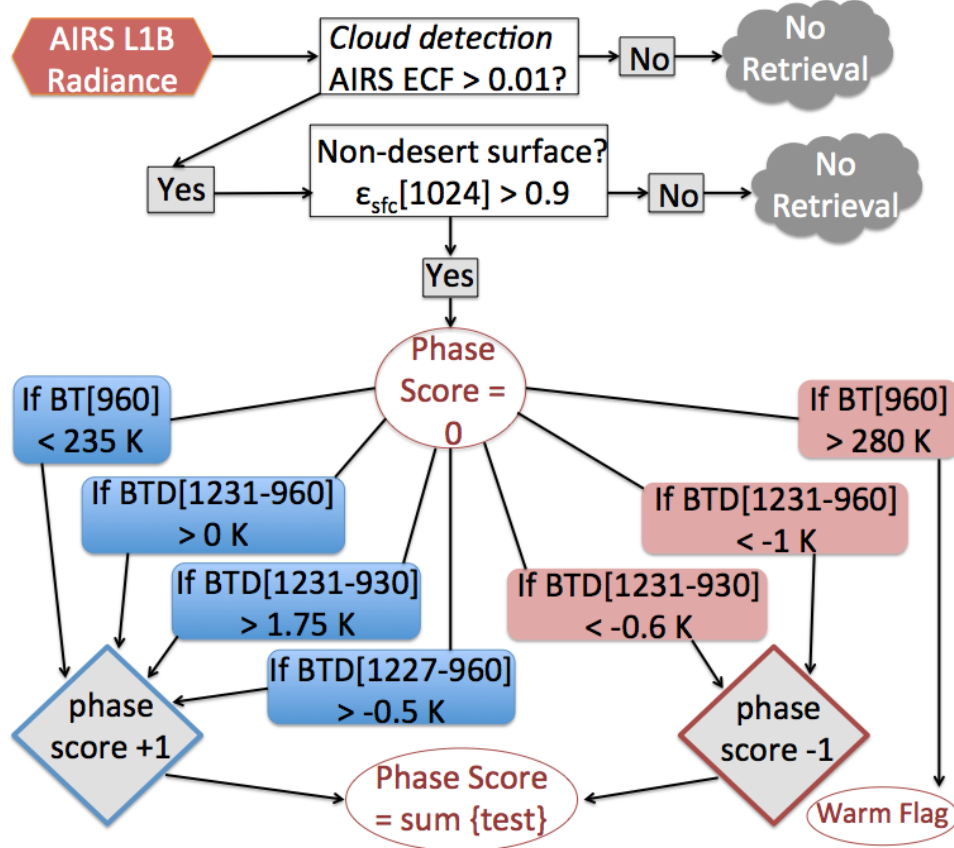 AIRS L1B
Radiance
Cloud detection
AIRS ECF > 0.01?
No
No
Retrieval
Yes
Non-desert surface?
εsfc[1024] > 0.9
No
No
Retrieval
Yes
Phase
Score =
0
If BT[960]
< 235 K
If BT[960]
> 280 K
If BTD[1231-960]
> 0 K
If BTD[1231-960]
< -1 K
If BTD[1231-930]
> 1.75 K
If BTD[1231-930]
< -0.6 K
If BTD[1227-960]
> -0.5 K
phase
score +1
phase
score -1
Phase Score
= sum {test}
Warm Flag